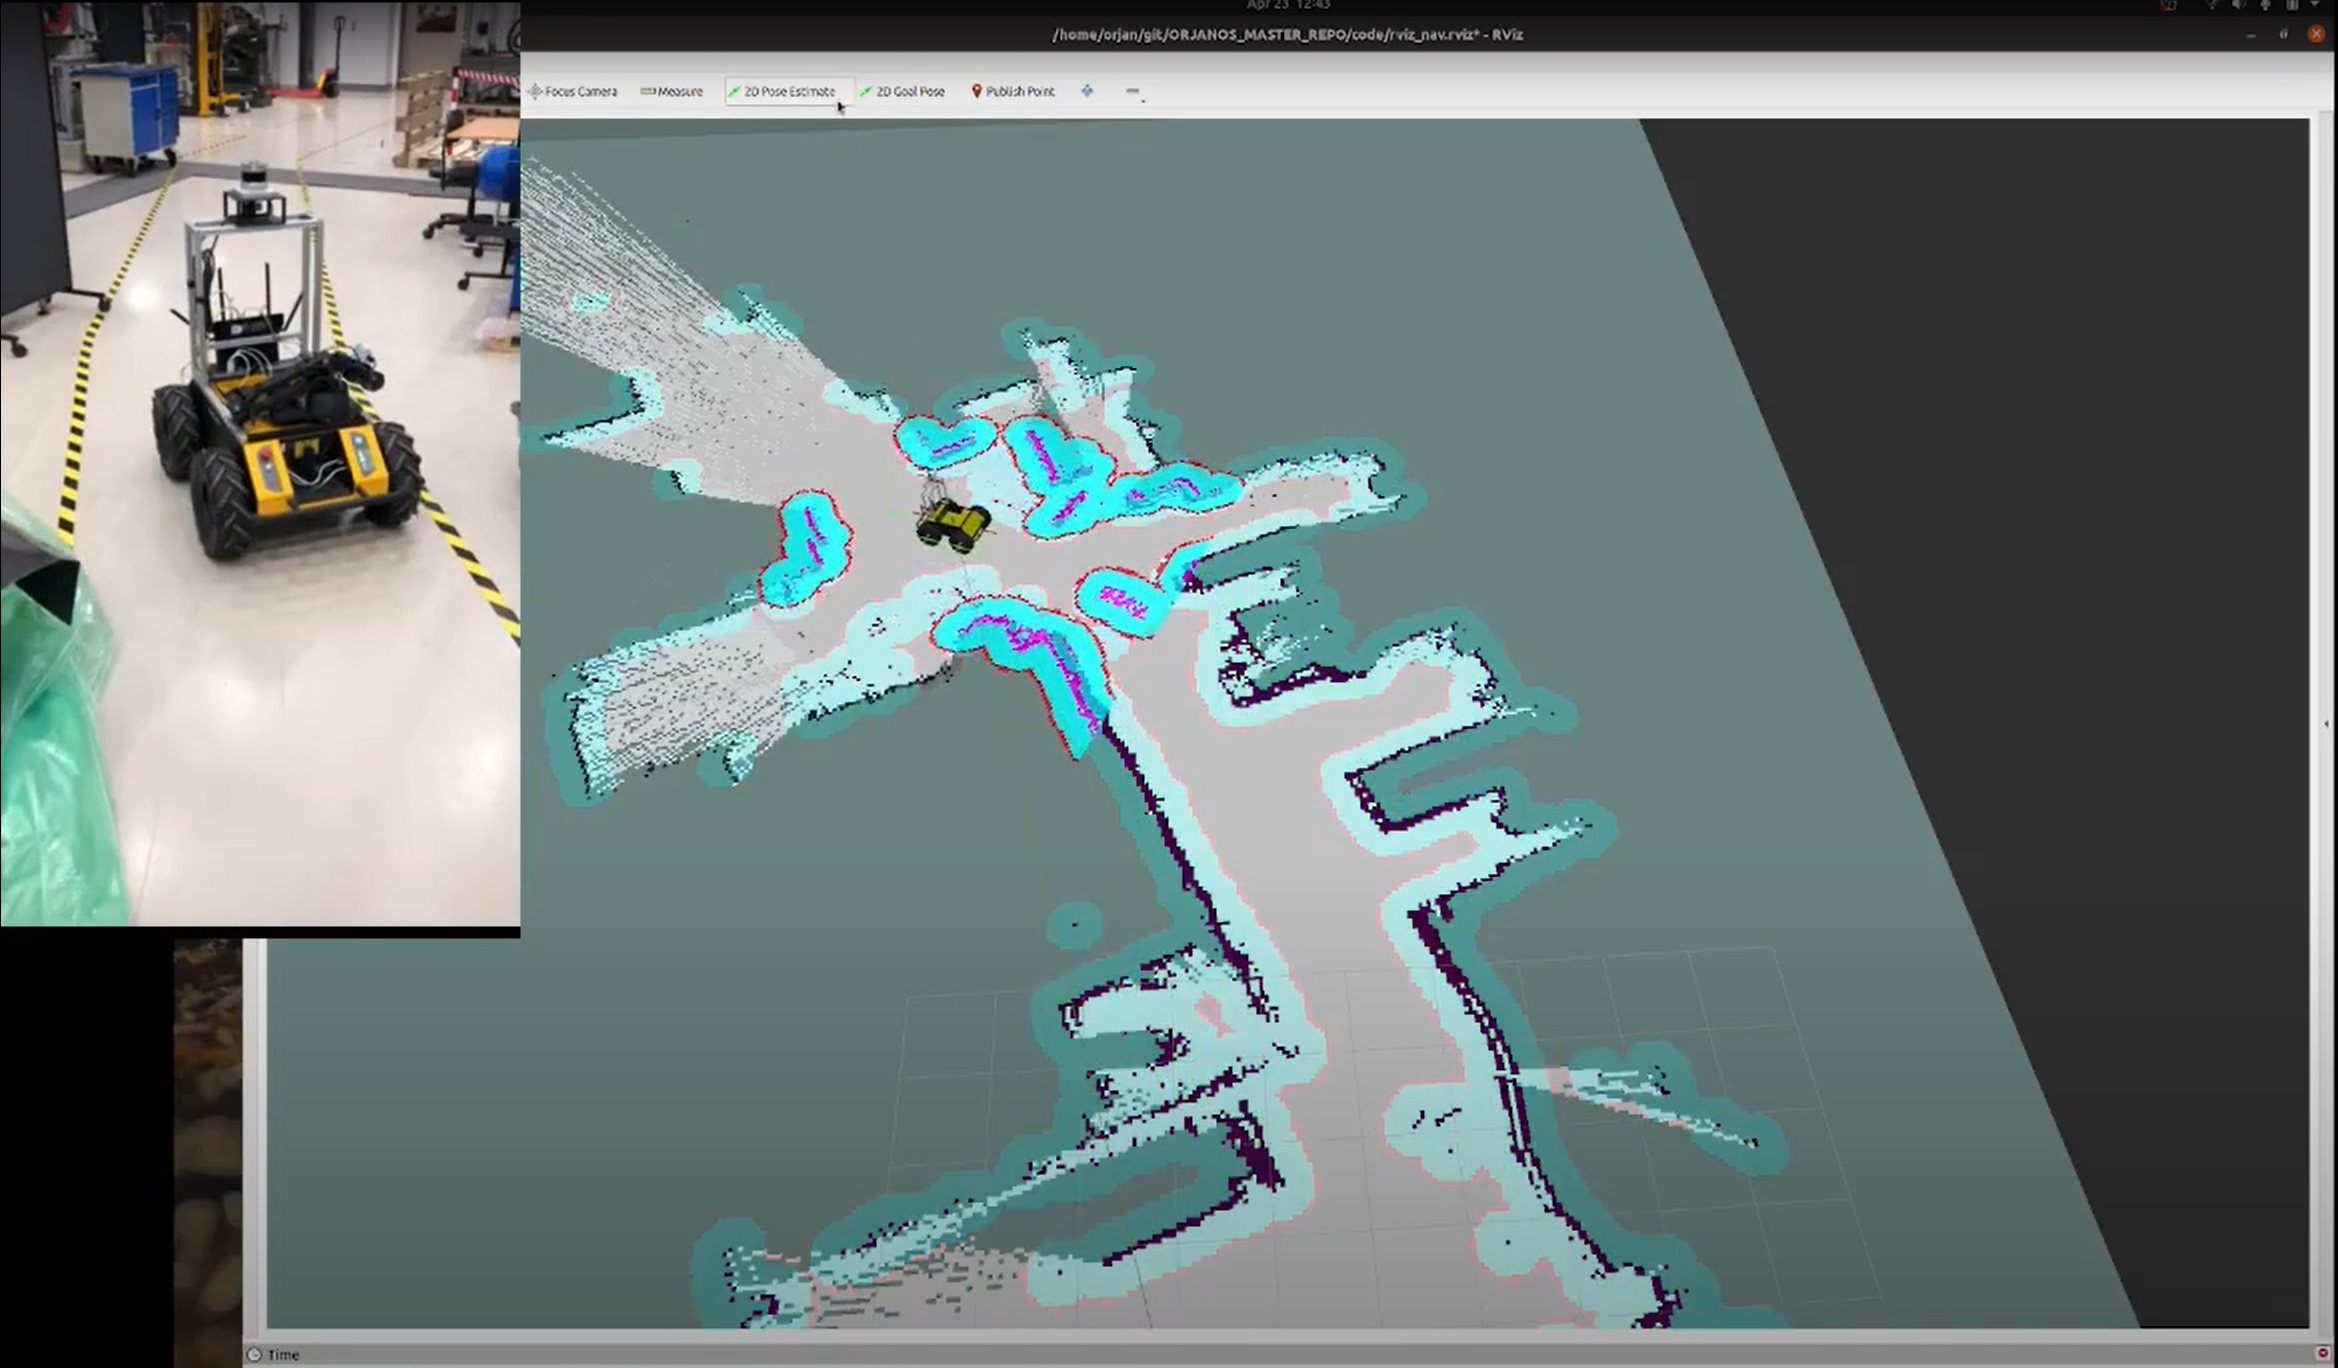 Apr 23 12:43
/home/orjan/git/ORJANOS_MASTER_REPO/code/rviz_nav.rviz* - RViz
Focus Camera Measure 2D Pose Estimate 2D Goal Pose Publish Point
Time